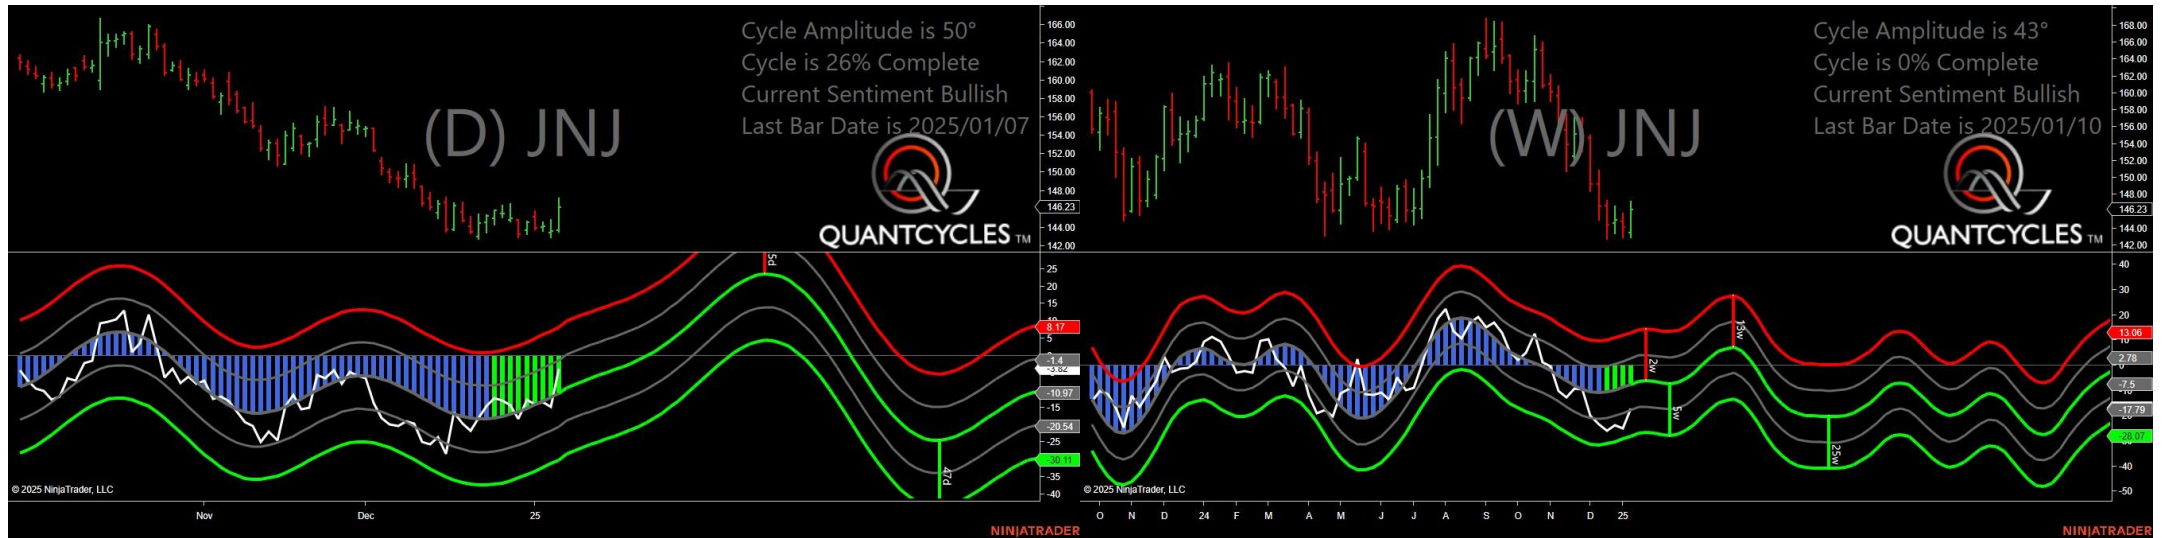 Cycle Amplitude is 50°
Cycle is 26% Complete
Current Sentiment Bullish
Last Bar Date is 2025/01/07
(D) JNJ
QUANTCYCLES TM
166.00
164.00
162.00
160.00
158.00
156.00
154.00
152.00
150.00
148.00
146.23
144.00
142.00
5d
47d
25
20
15
10
8.17
5
-1.4
-3.82
-10.97
-15
-20.54
-25
-30.11
-35
-40
© 2025 NinjaTrader, LLC
Nov
Dec
25
NINJATRADER
Cycle Amplitude is 43°
Cycle is 0% Complete
Current Sentiment Bullish
Last Bar Date is 2025/01/10
(W) JNJ
QUANTCYCLES TM
168.00
166.00
164.00
162.00
160.00
158.00
156.00
154.00
152.00
150.00
148.00
146.23
144.00
142.00
2w
5w
13w
25w
40
30
20
13.06
10
2.78
0
-7.5
-17.79
-28.07
-40
-50
© 2025 NinjaTrader, LLC
O N D 24 F M A M J J A S O N D 25
NINJATRADER